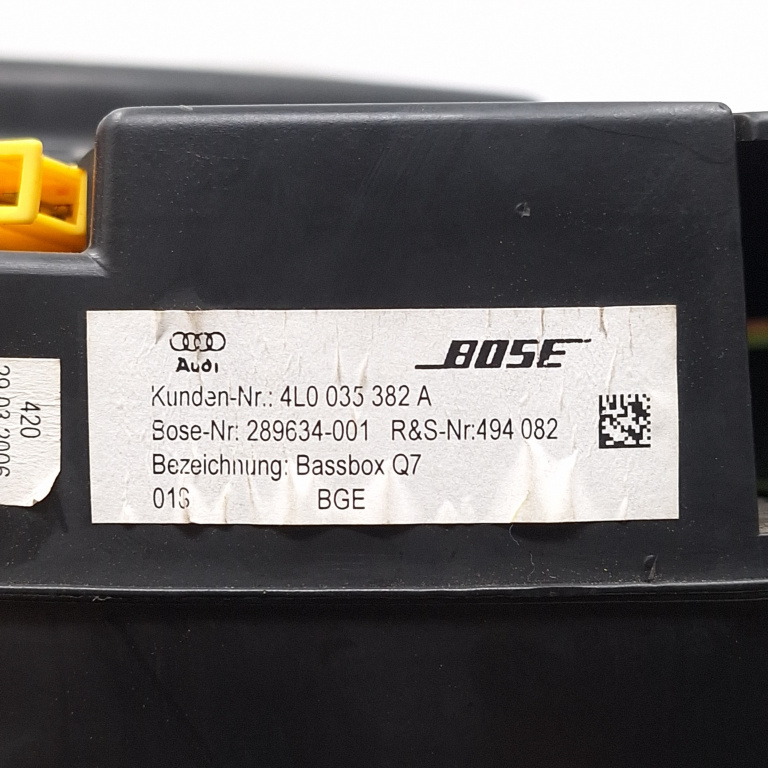 Audi
BOSE
Kunden-Nr.: 4L0 035 382 A
Bose-Nr: 289634-001 R&S-Nr:494 082
Bezeichnung: Bassbox Q7
BGE
420